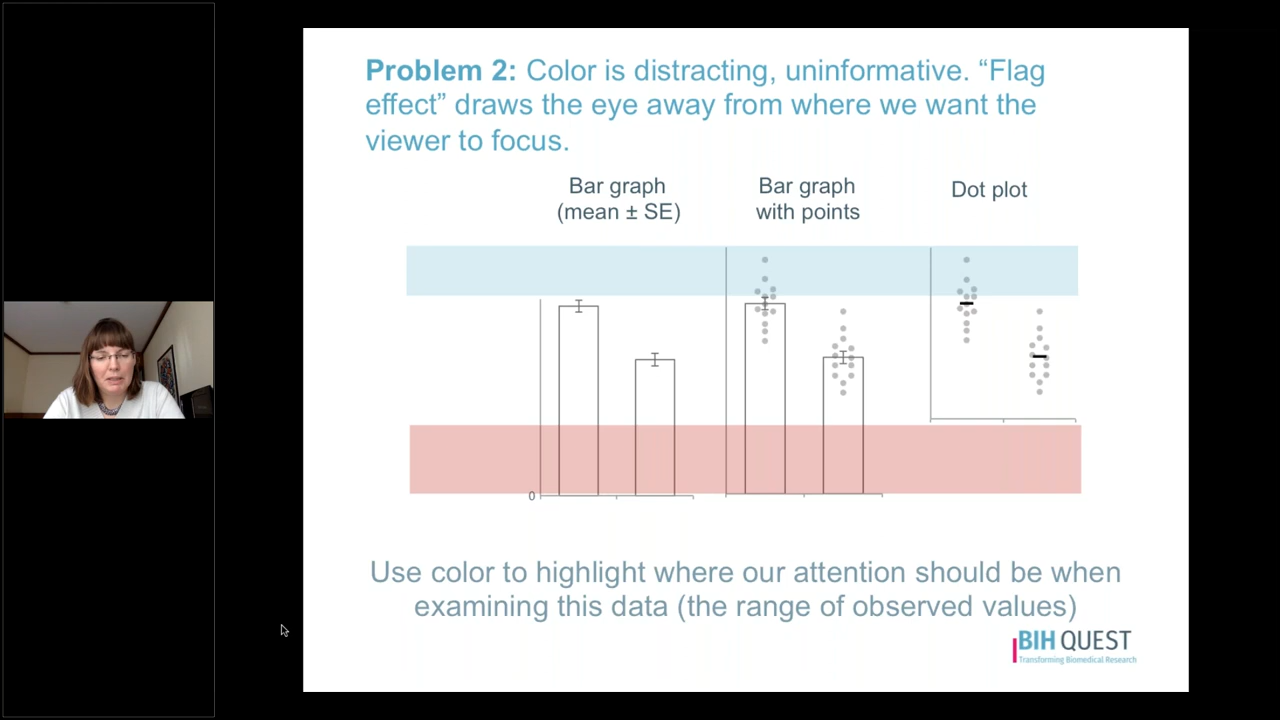 Problem 2: Color is distracting, uninformative. “Flag
effect” draws the eye away from where we want the
viewer to focus.
Bar graph
(mean ± SE)
Bar graph
with points
Dot plot
0
Use color to highlight where our attention should be when
examining this data (the range of observed values)
BIH QUEST
Transforming Biomedical Research